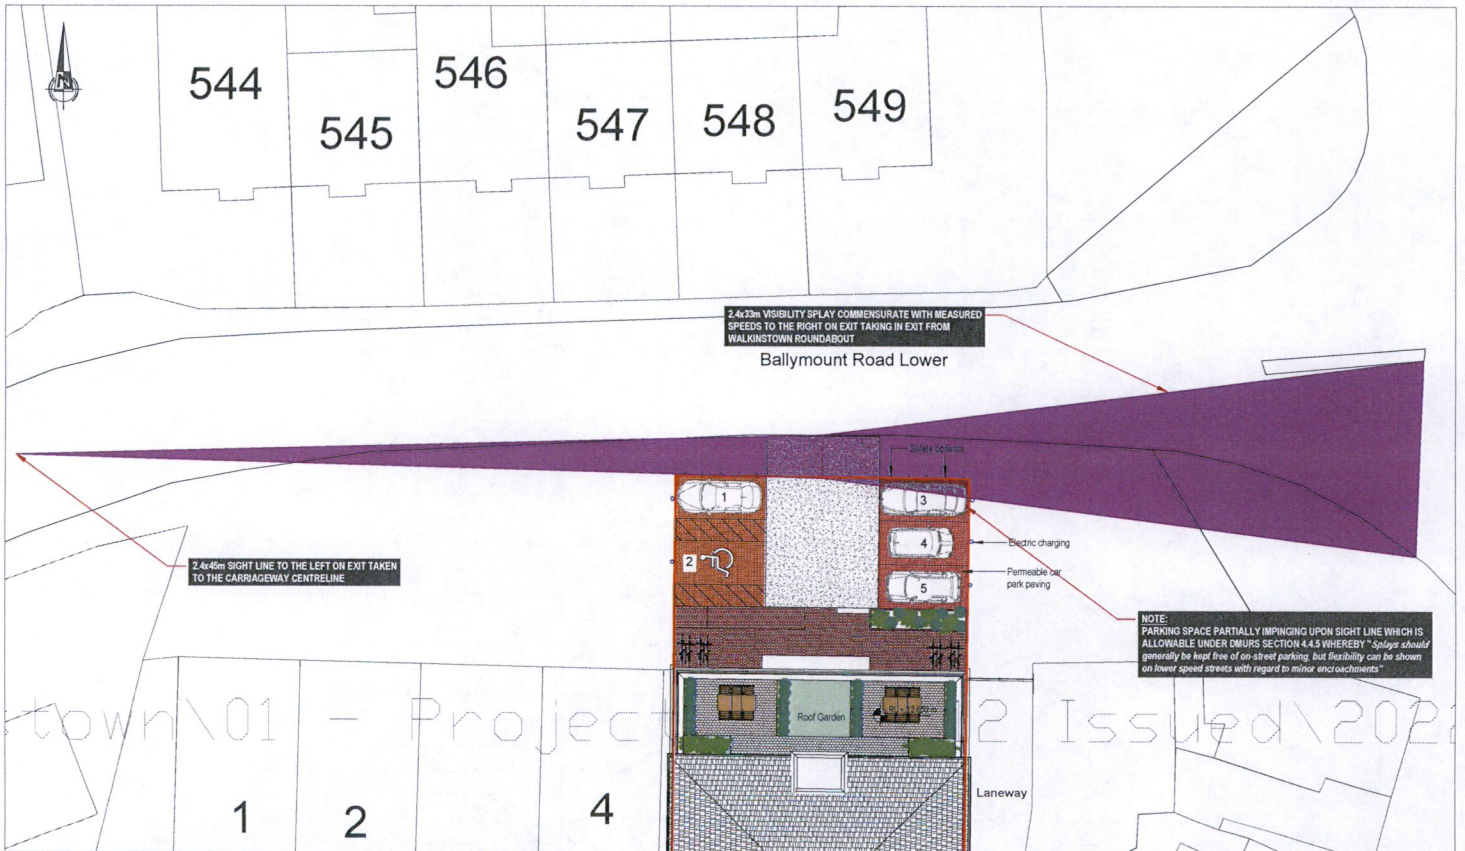 N
544
545
546
547
548
549
2.4x33m VISIBILITY SPLAY COMMENSURATE WITH MEASURED
SPEEDS TO THE RIGHT ON EXIT TAKING IN EXIT FROM
WALKINSTOWN ROUNDABOUT
Ballymount Road Lower
Safety bollards
1
3
2
4
Electric charging
5
Permeable car
park paving
2.4x45m SIGHT LINE TO THE LEFT ON EXIT TAKEN
TO THE CARRIAGEWAY CENTRELINE
NOTE:
PARKING SPACE PARTIALLY IMPINGING UPON SIGHT LINE WHICH IS
ALLOWABLE UNDER DMURS SECTION 4.4.5 WHEREBY "Splays should
generally be kept free of on-street parking, but flexibility can be shown
on lower speed streets with regard to minor encroachments"
town\01 - Project 2 Issued\202
Roof Garden
Laneway
1
2
4